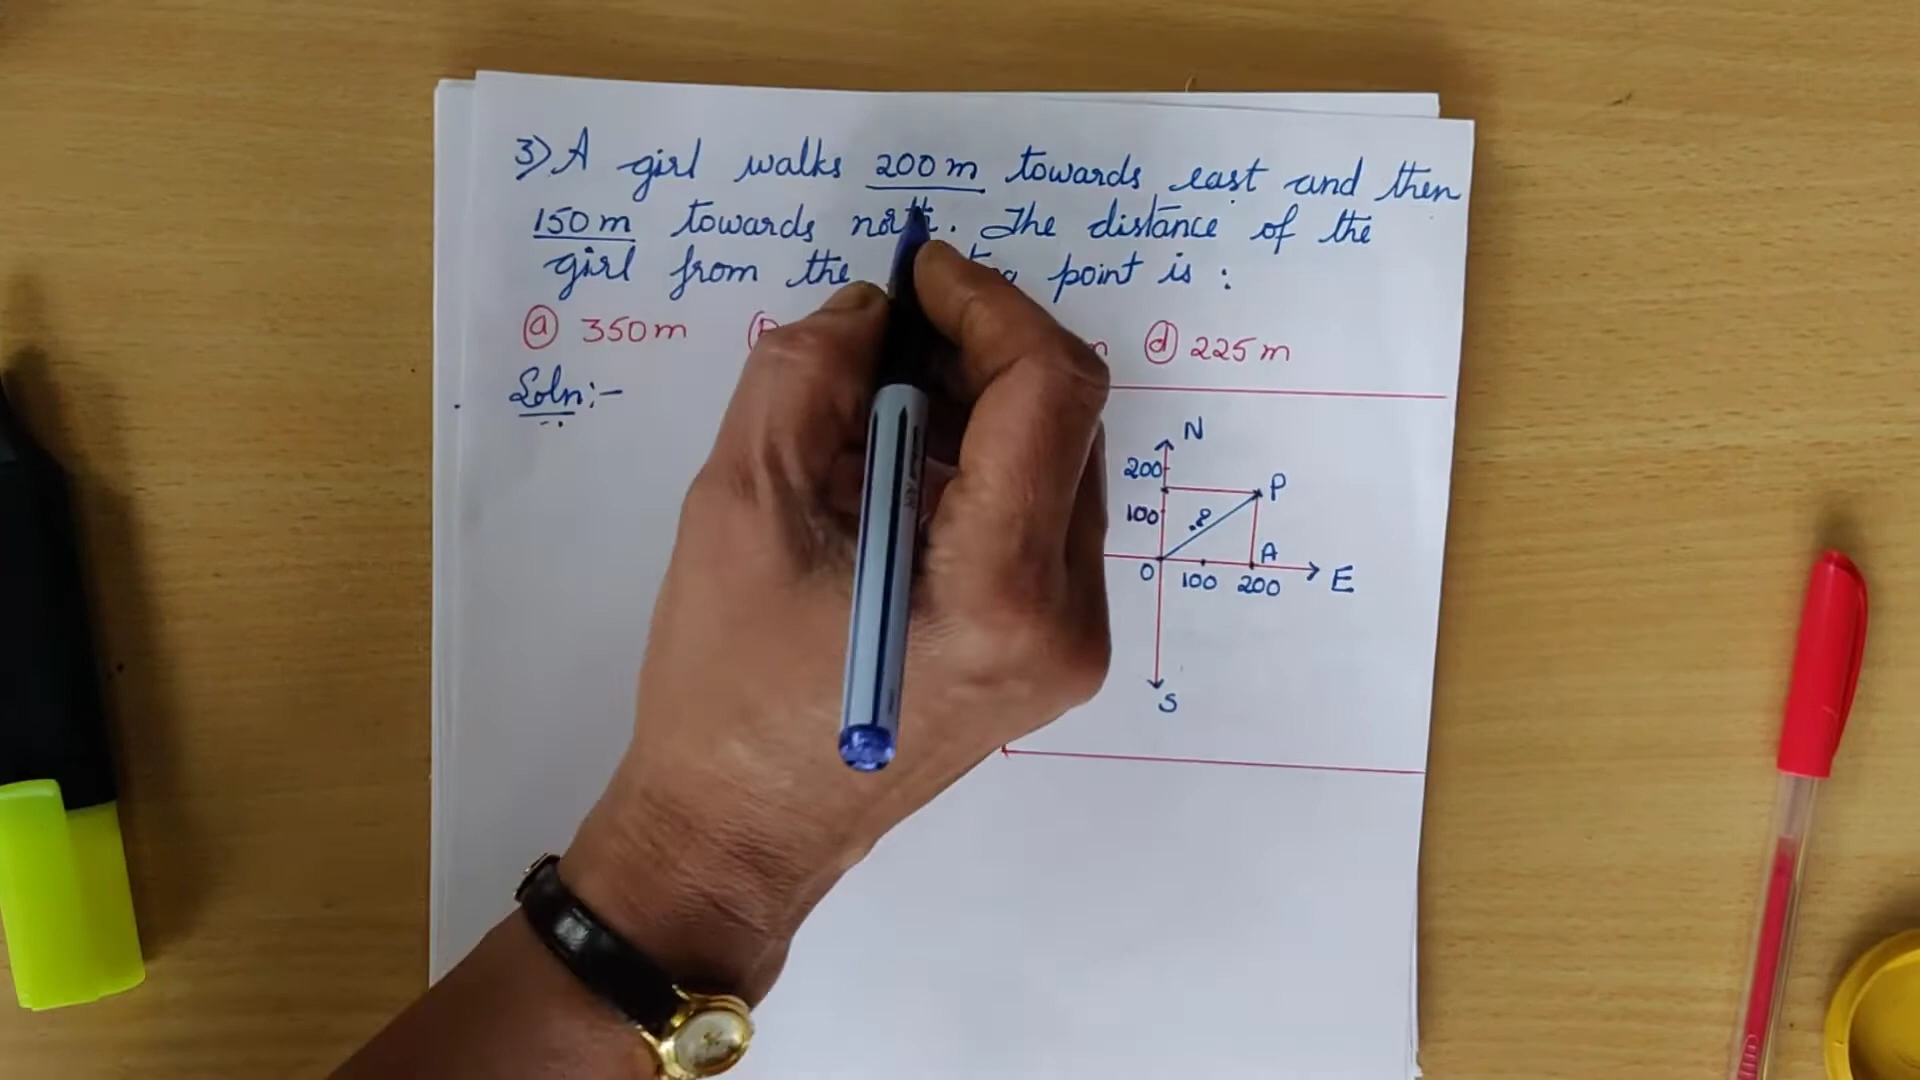 3) A girl walks 200 m towards east and then
150 m towards north. The distance of the
girl from the point is :
a 350 m d 225 m
Soln :-
N
200
P
100
?
A
O 100 200 E
S